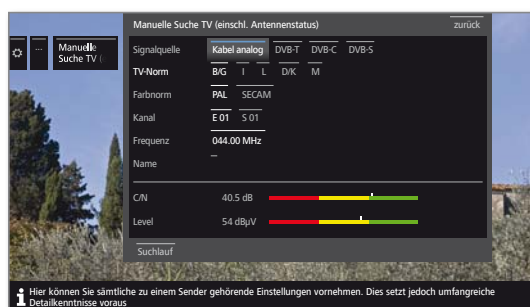 Manuelle Suche TV (einschl. Antennenstatus) zurück
...
Manuelle
Suche TV (
Signalquelle Kabel analog DVB-T DVB-C DVB-S
TV-Norm B/G I L D/K M
Farbnorm PAL SECAM
Kanal E 01 S 01
Frequenz 044.00 MHz
Name –
C/N 40.5 dB
Level 54 dBµV
Suchlauf
Hier können Sie sämtliche zu einem Sender gehörende Einstellungen vornehmen. Dies setzt jedoch umfangreiche
Detailkenntnisse voraus